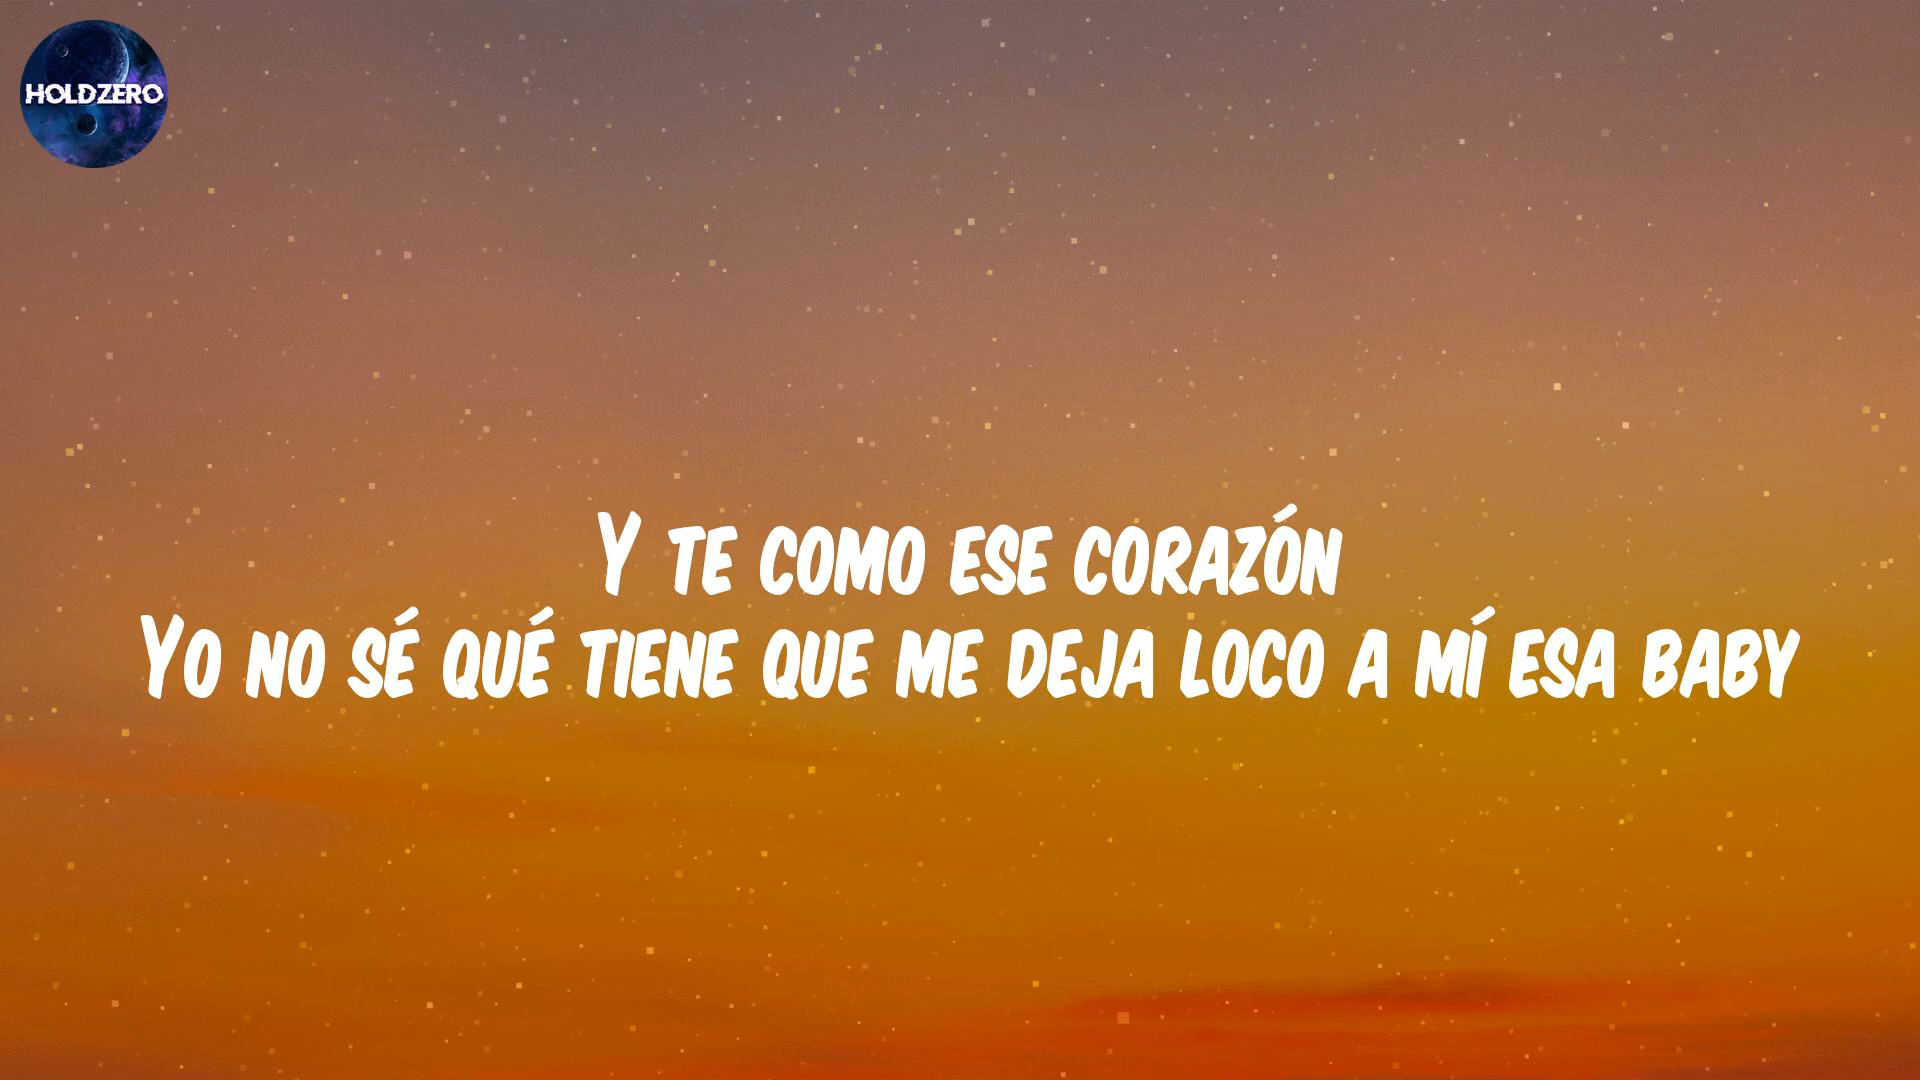 HOLDZERO
Y TE COMO ESE CORAZÓN
YO NO SÉ QUÉ TIENE QUE ME DEJA LOCO A MÍ ESA BABY